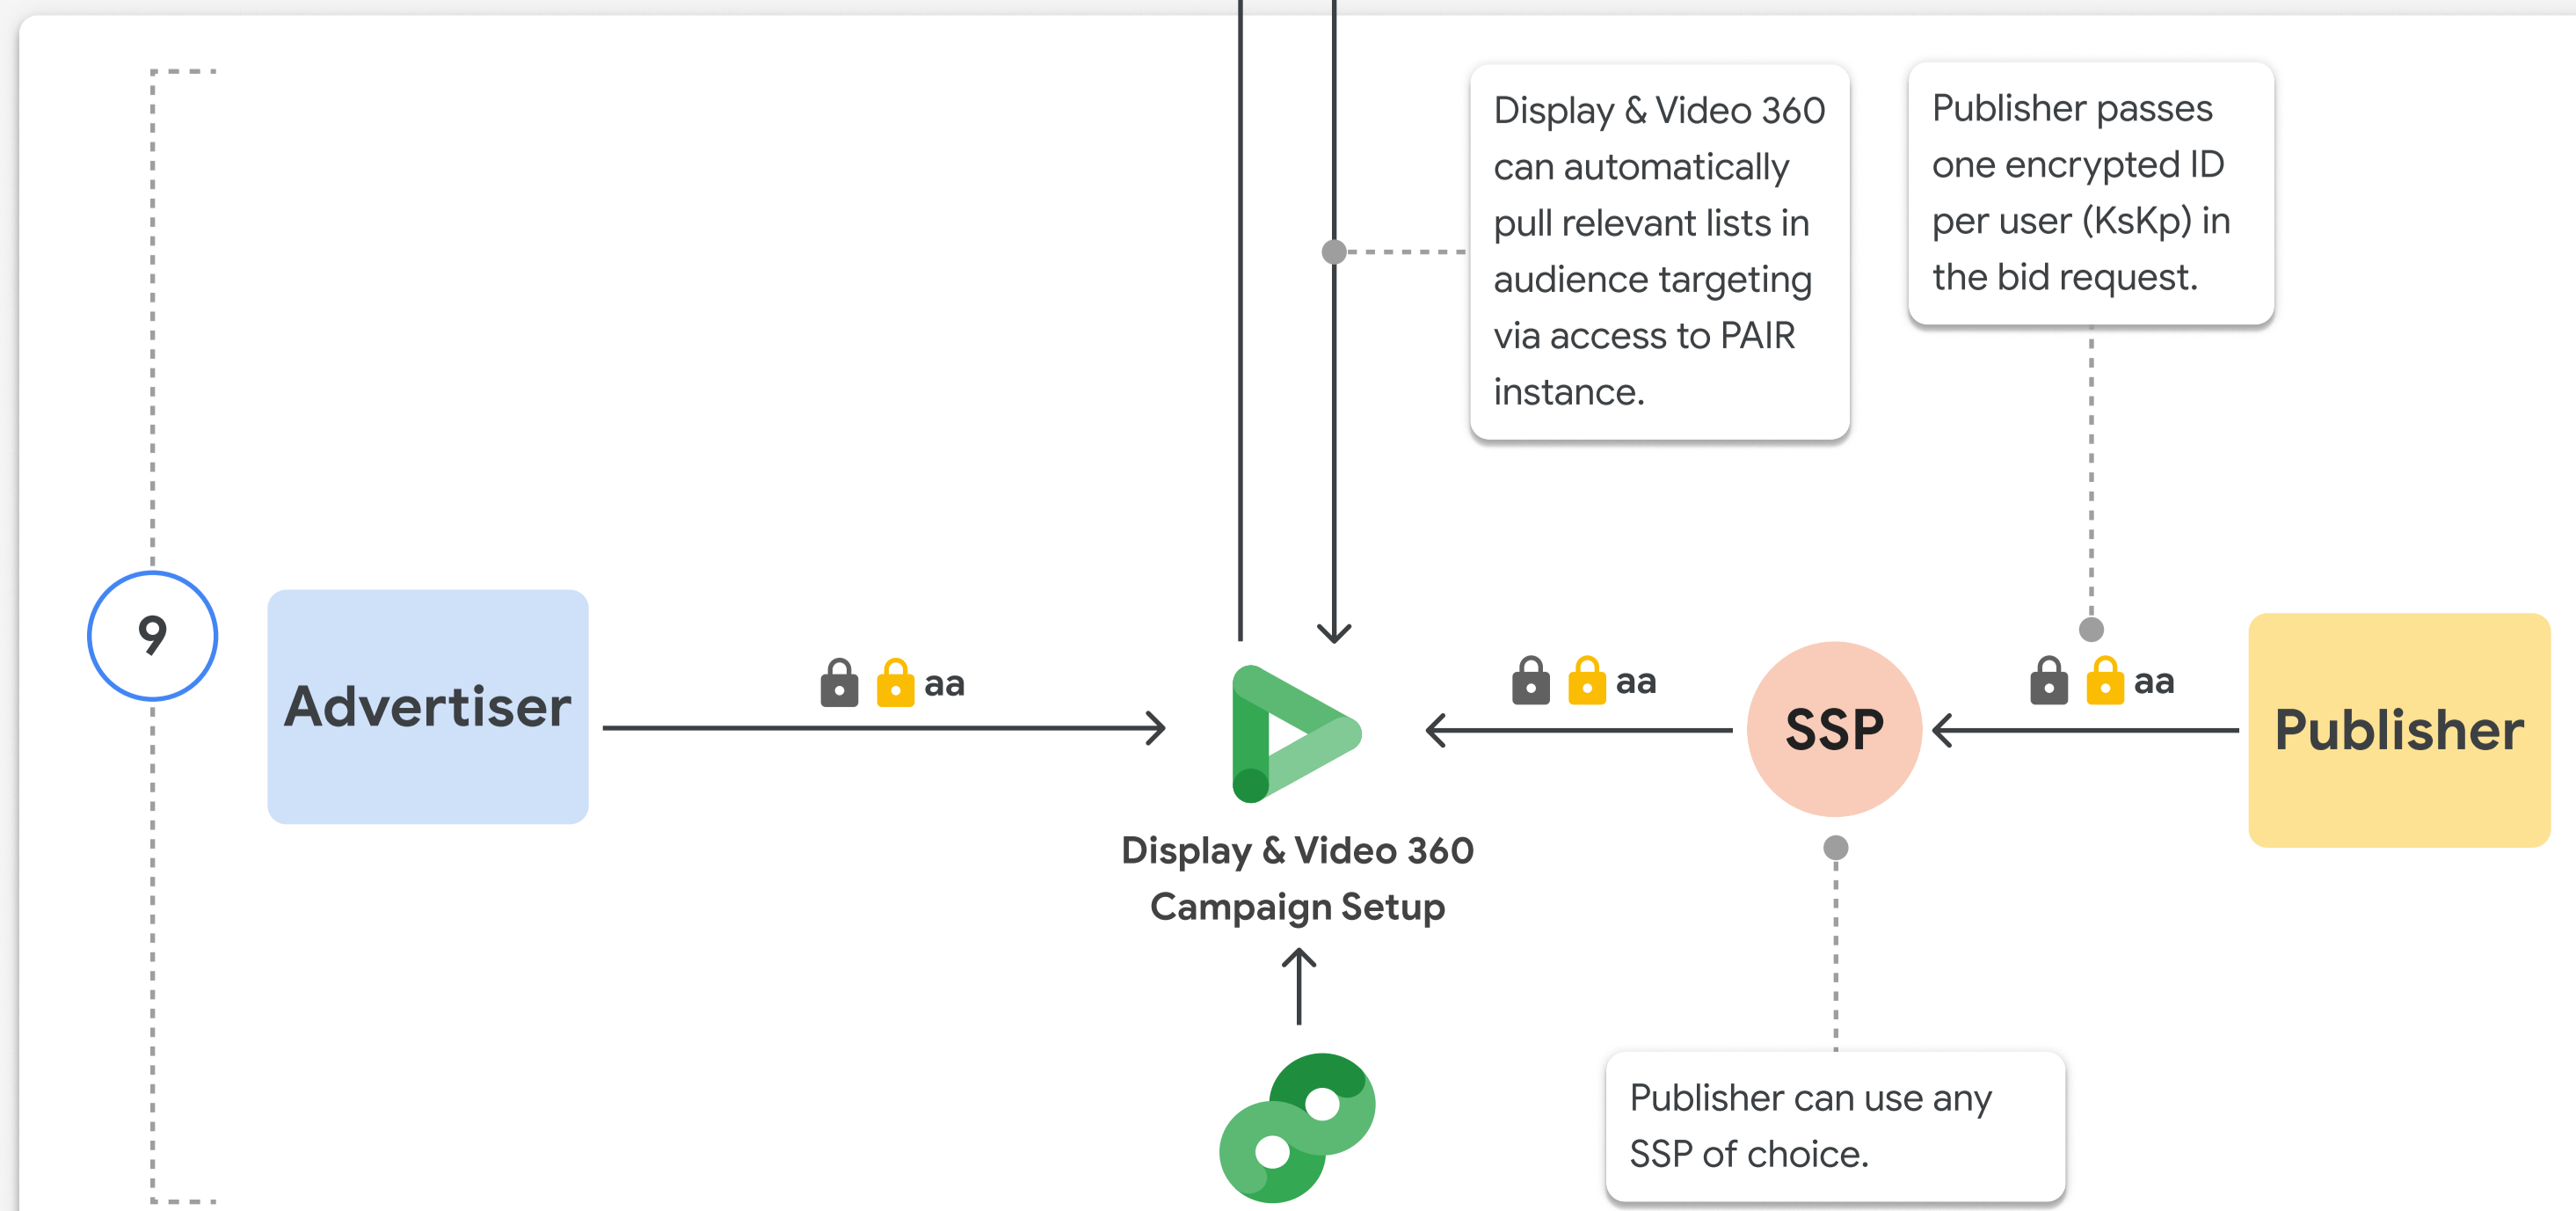 Display & Video 360
can automatically
pull relevant lists in
audience targeting
via access to PAIR
instance.
Publisher passes
one encrypted ID
per user (KsKp) in
the bid request.
9
Advertiser
aa
aa
SSP
aa
Publisher
Display & Video 360
Campaign Setup
Publisher can use any
SSP of choice.